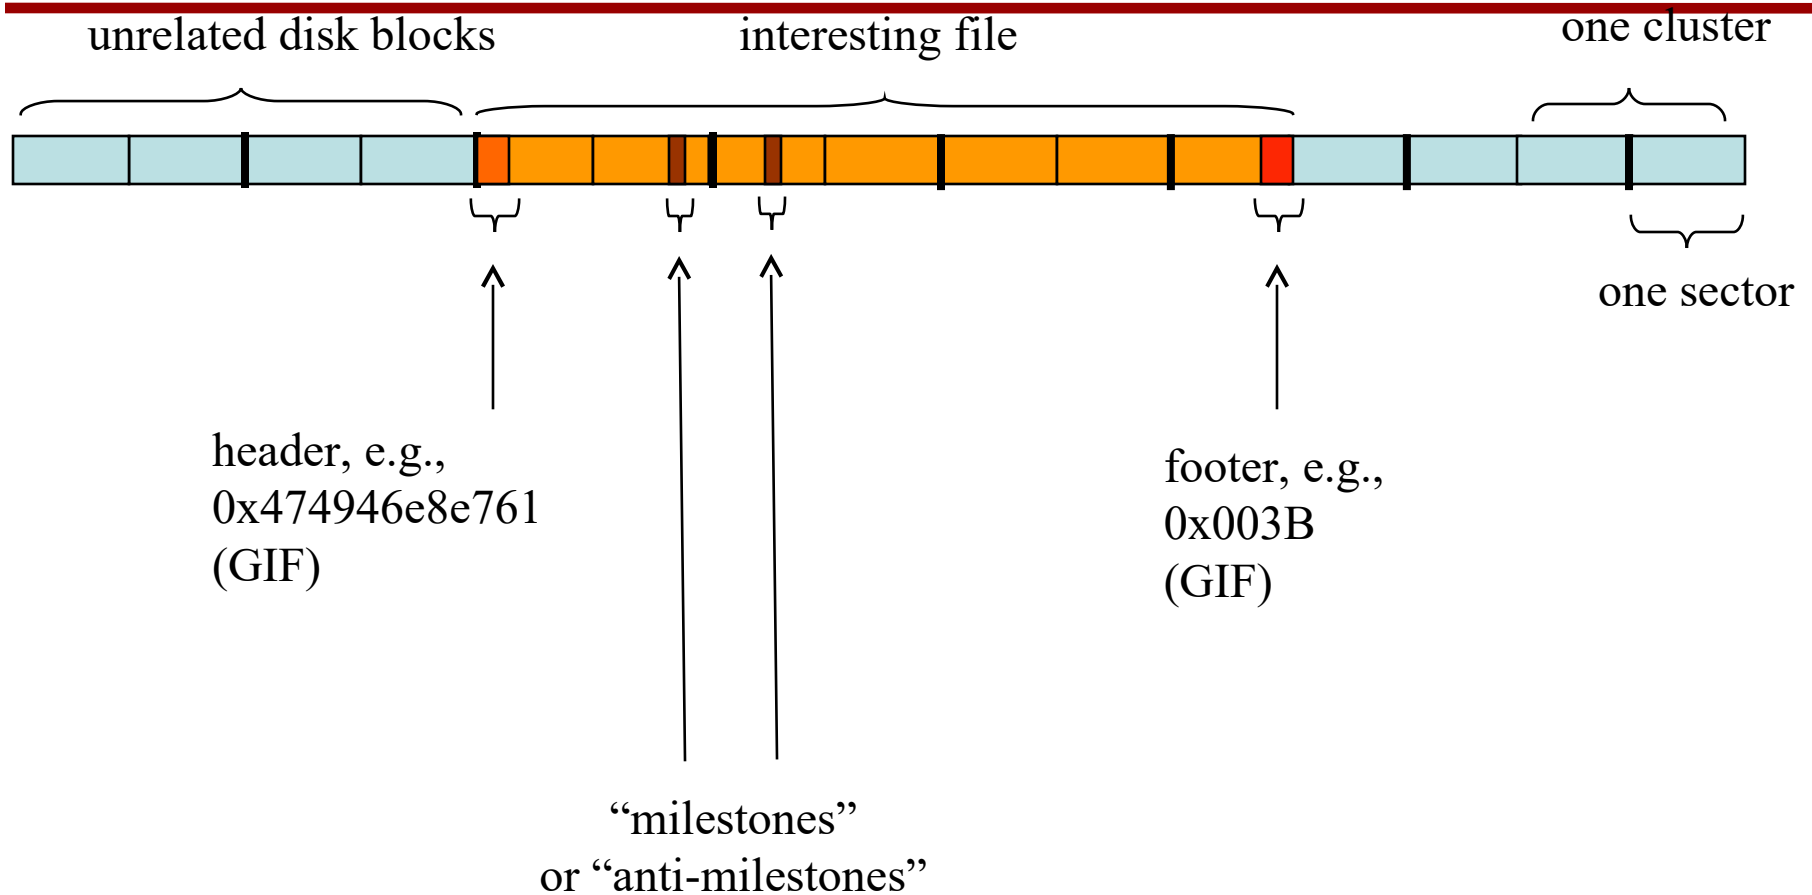 unrelated disk blocks
interesting file
one cluster
one sector
header, e.g.,
0x474946e8e761
(GIF)
footer, e.g.,
0x003B
(GIF)
“milestones”
or “anti-milestones”